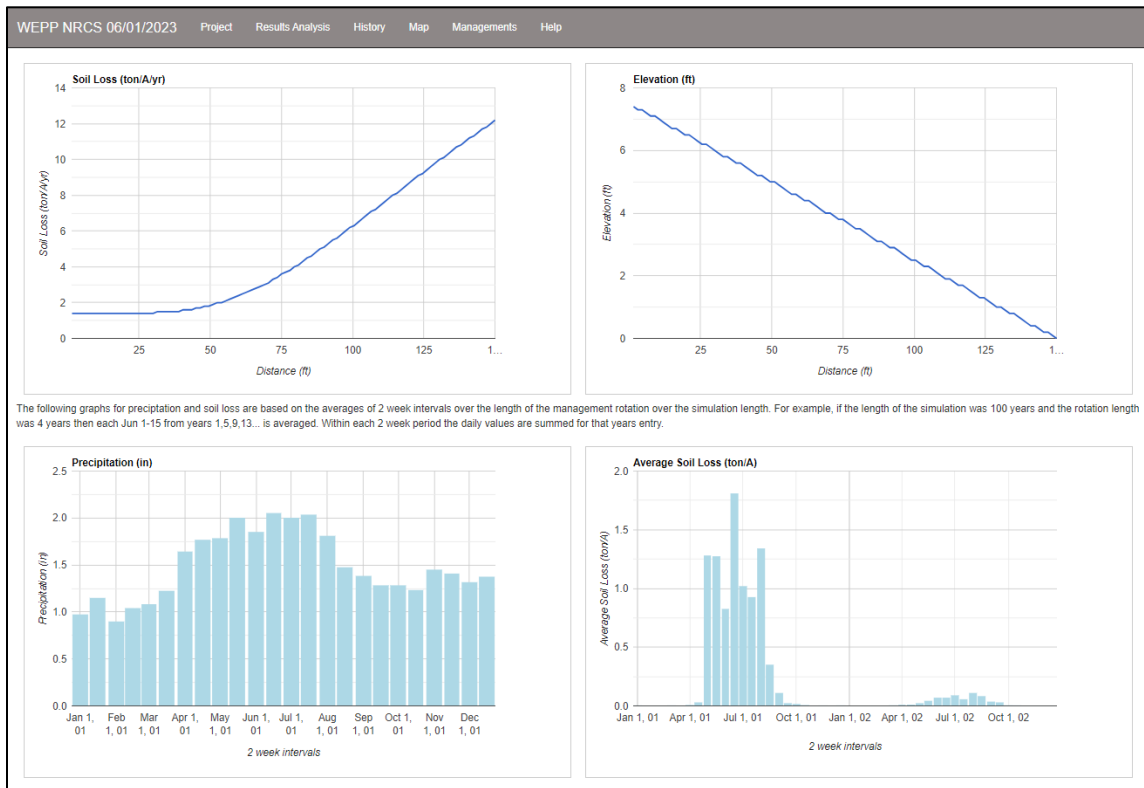 WEPP NRCS 06/01/2023 Project Results Analysis History Map Managements Help
Soil Loss (ton/A/yr)
14
12
10
8
6
4
2
0
Soil Loss (ton/A/yr)
25 50 75 100 125 1...
Distance (ft)
Elevation (ft)
8
6
4
2
0
Elevation (ft)
25 50 75 100 125 1...
Distance (ft)
The following graphs for preciptation and soil loss are based on the averages of 2 week intervals over the length of the management rotation over the simulation length. For example, if the length of the simulation was 100 years and the rotation length
was 4 years then each Jun 1-15 from years 1,5,9,13... is averaged. Within each 2 week period the daily values are summed for that years entry.
Precipitation (in)
2.5
2.0
1.5
1.0
0.5
0.0
Precipitation (in)
Jan 1, Feb Mar Apr 1, May Jun 1, Jul 1, Aug Sep Oct 1, Nov Dec
01 1, 01 1, 01 01 1, 01 01 01 1, 01 1, 01 01 1, 01 1, 01
2 week intervals
Average Soil Loss (ton/A)
2.0
1.5
1.0
0.5
0.0
Average Soil Loss (ton/A)
Jan 1, 01 Apr 1, 01 Jul 1, 01 Oct 1, 01 Jan 1, 02 Apr 1, 02 Jul 1, 02 Oct 1, 02
2 week intervals